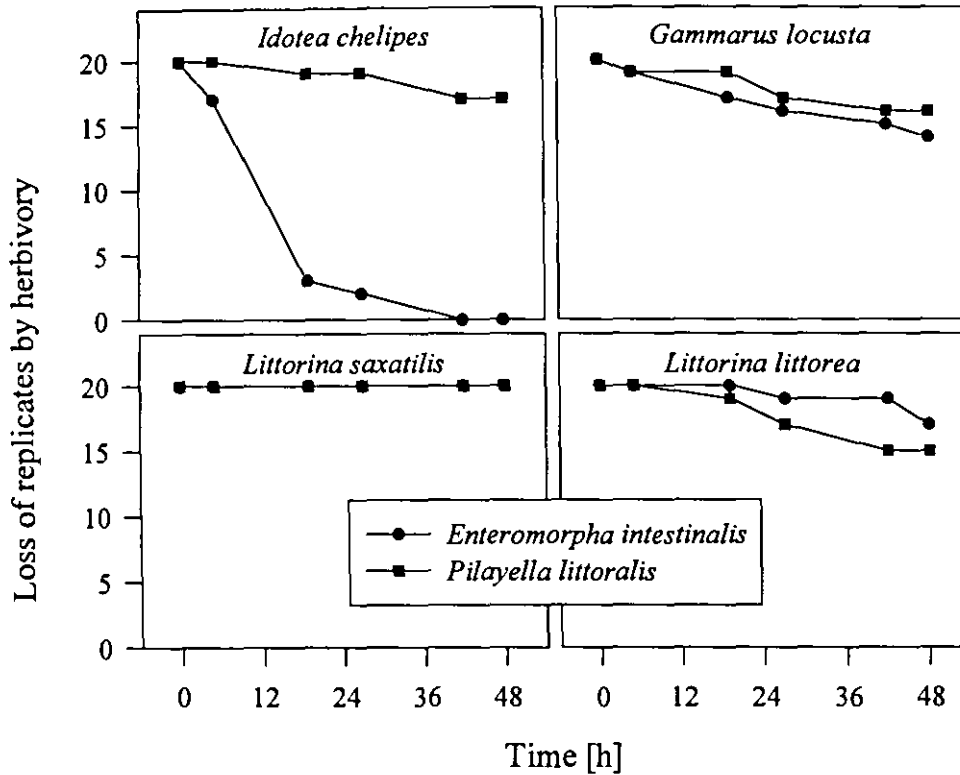 Loss of replicates by herbivory
Idotea chelipes
Gammarus locusta
20
15
10
5
0
Littorina saxatilis
Littorina littorea
20
15
10
5
0
Enteromorpha intestinalis
Pilayella littoralis
0 12 24 36 48
0 12 24 36 48
Time [h]